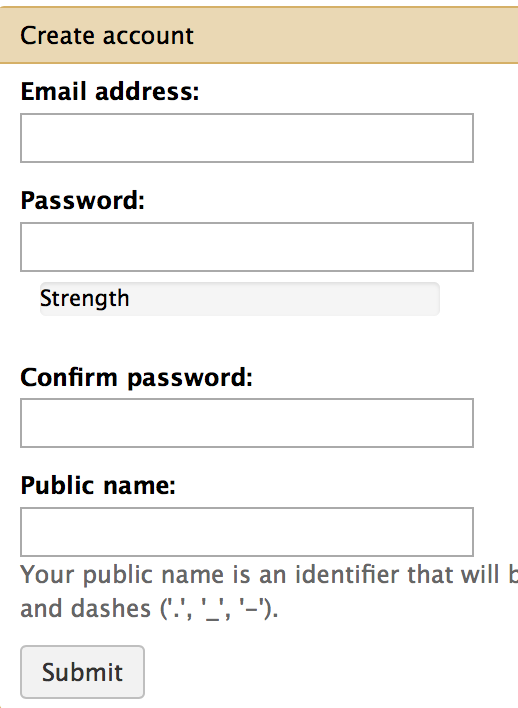 Create account
Email address:
Password:
Strength
Confirm password:
Public name:
Your public name is an identifier that will
and dashes ('.', '_', '-').
Submit